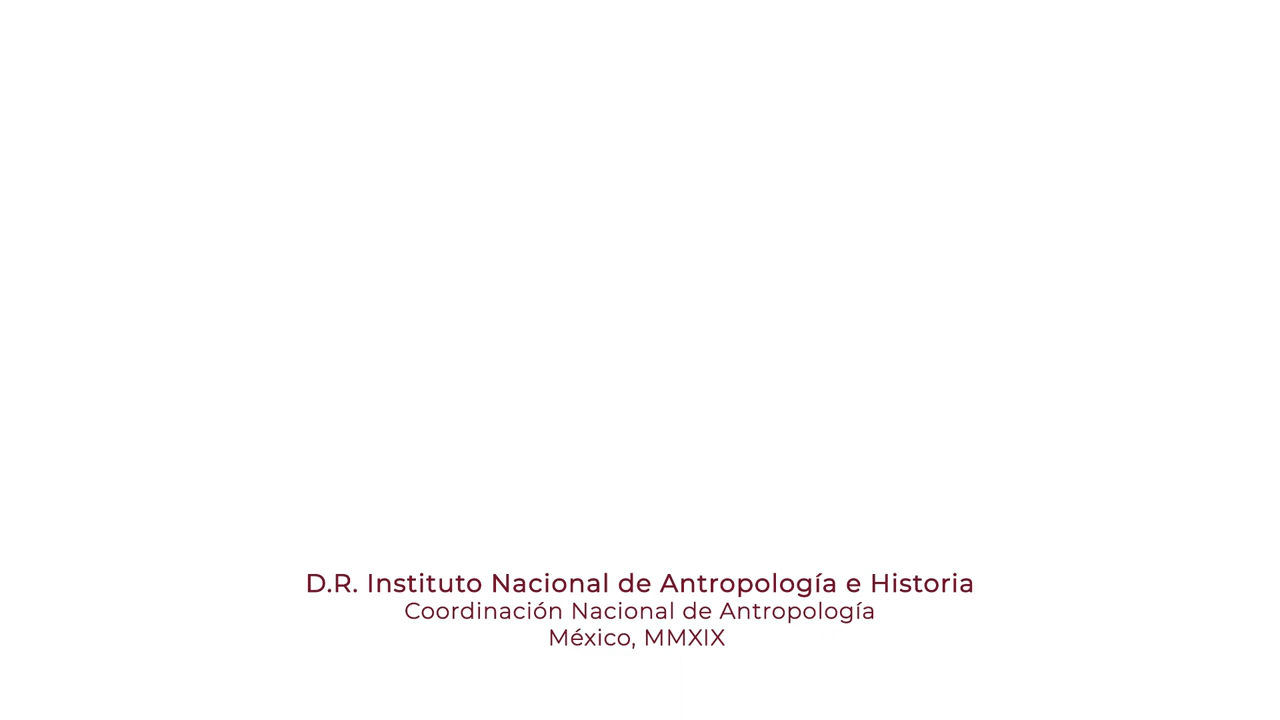 D.R. Instituto Nacional de Antropología e Historia
Coordinación Nacional de Antropología
México, MMXIX